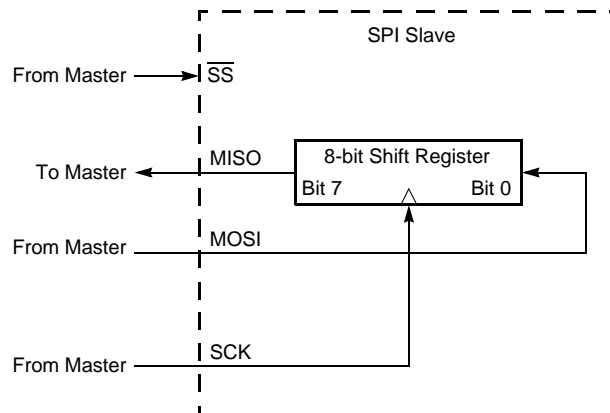 SPI Slave
From Master
S̅S̅
To Master
MISO
8-bit Shift Register
Bit 7
Bit 0
From Master
MOSI
From Master
SCK